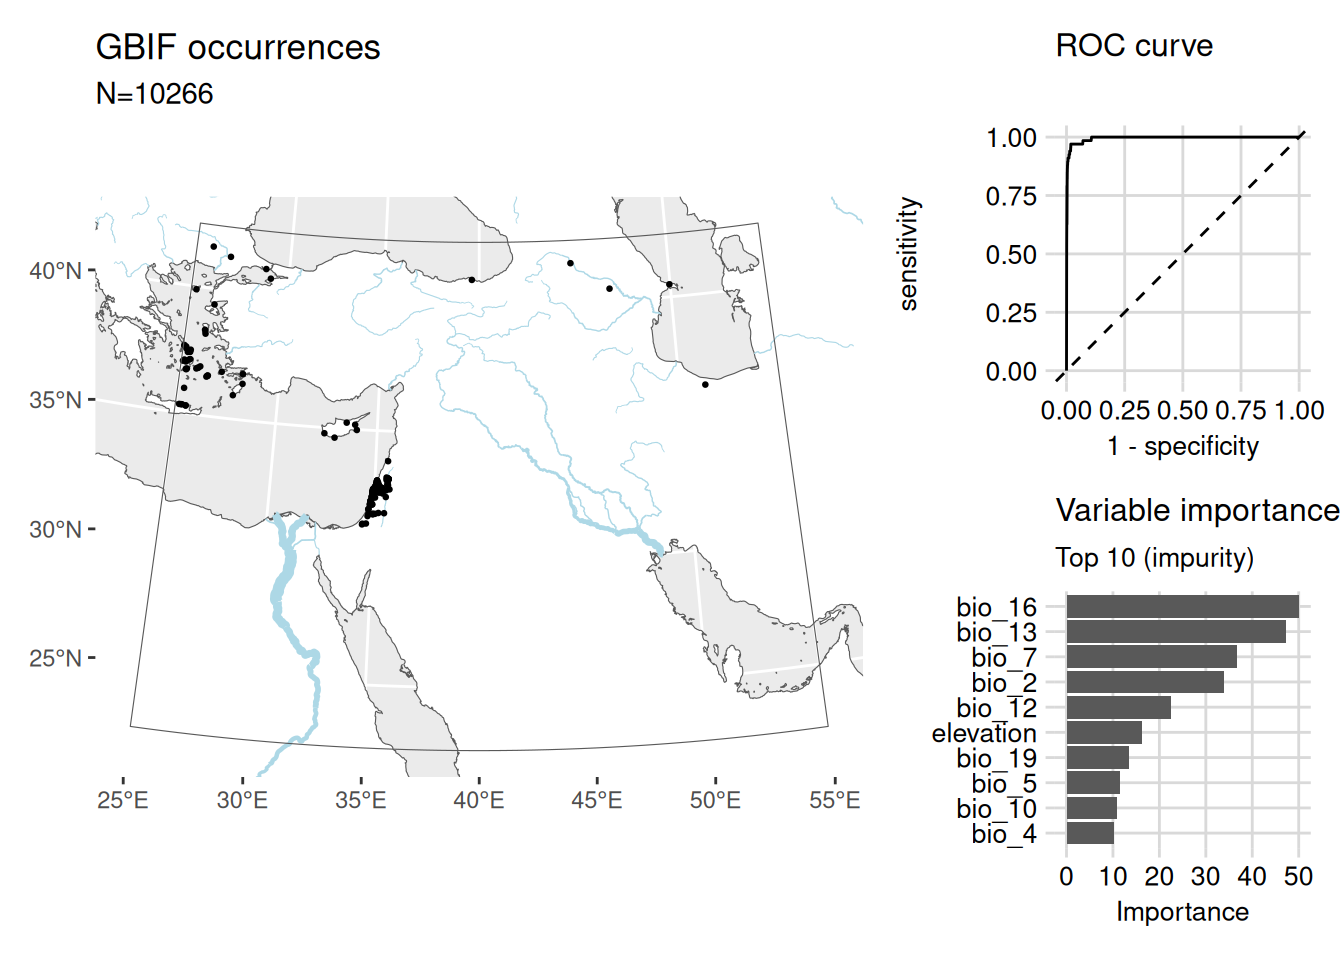 GBIF occurrences
N=10266
40°N
35°N
30°N
25°N
25°E 30°E 35°E 40°E 45°E 50°E 55°E
ROC curve
sensitivity
1.00
0.75
0.50
0.25
0.00
0.00 0.25 0.50 0.75 1.00
1 - specificity
Variable importance
Top 10 (impurity)
bio_16
bio_13
bio_7
bio_2
bio_12
elevation
bio_19
bio_5
bio_10
bio_4
0 10 20 30 40 50
Importance